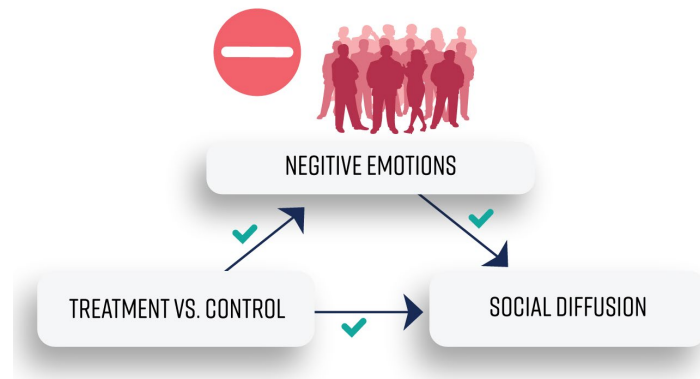 NEGITIVE EMOTIONS
TREATMENT VS. CONTROL
SOCIAL DIFFUSION